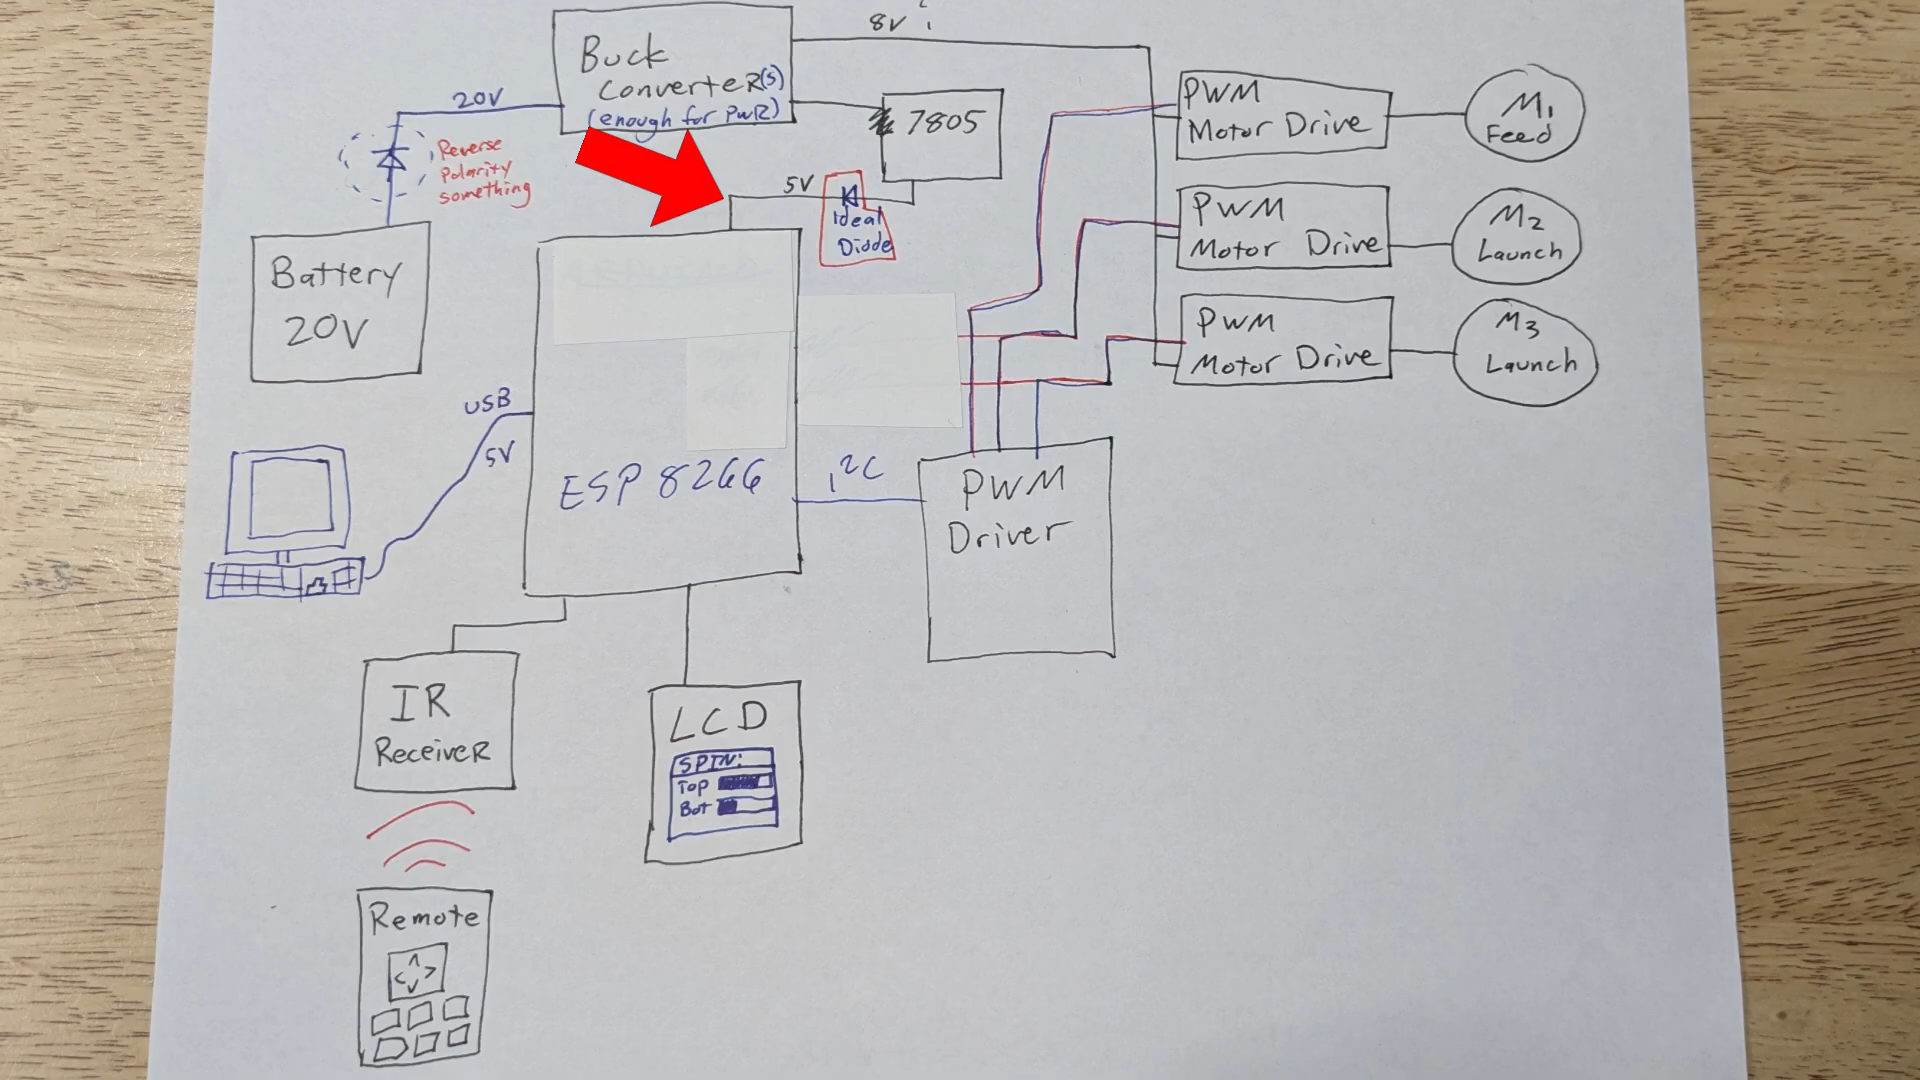 8V
Buck
ConverteR(s)
(enough for PWR)
20V
7805
PWM
Motor Drive
M1
Feed
Reverse
Polarity
something
5V
Ideal
Diode
PWM
Motor Drive
M2
Launch
Battery
20V
PWM
Motor Drive
M3
Launch
USB
5V
ESP 8266
I2C
PWM
Driver
IR
ReceiveR
LCD
SPIN:
Top
Bot
Remote